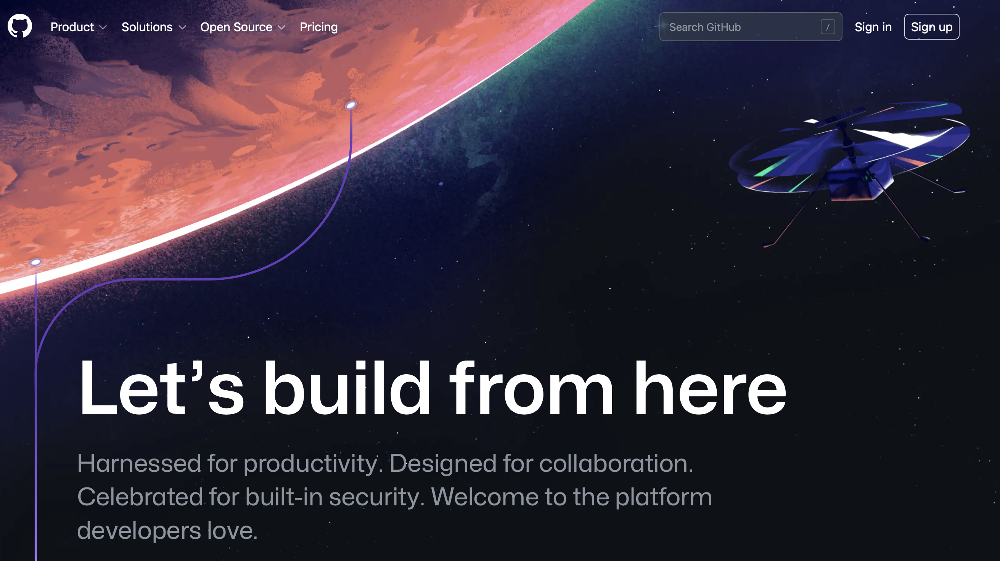 Product
Solutions
Open Source
Pricing
Search GitHub
/
Sign in
Sign up
Let’s build from here
Harnessed for productivity. Designed for collaboration.
Celebrated for built-in security. Welcome to the platform
developers love.